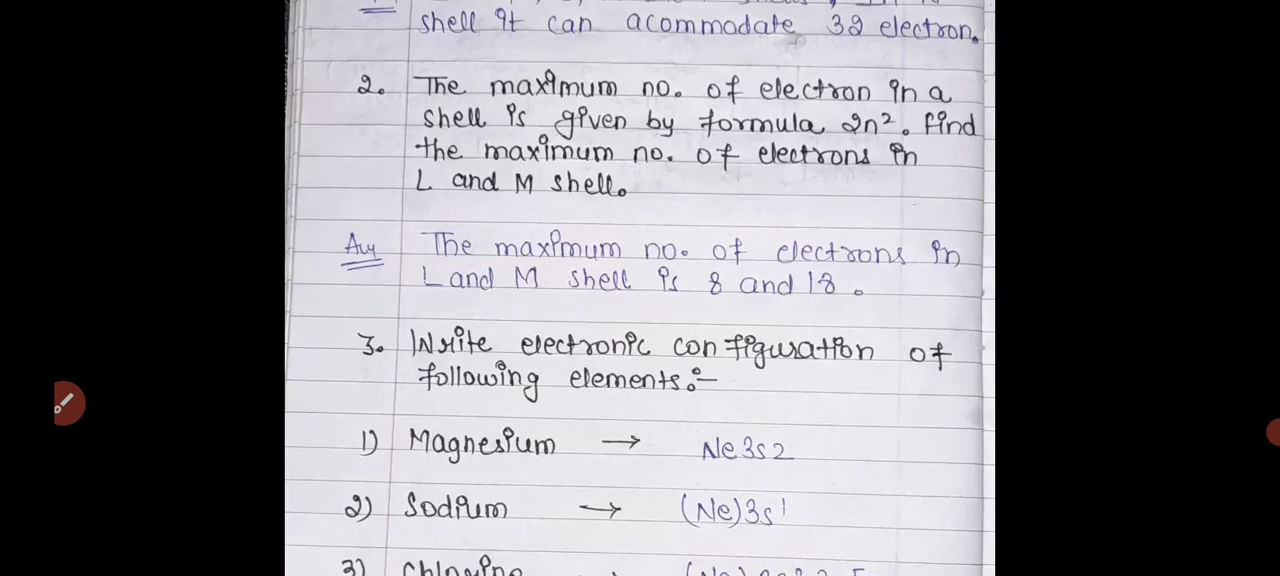 shell it can acommodate 32 electron.
2. The maximum no. of electron in a
shell is given by formula 2n². Find
the maximum no. of electrons in
L and M shell.
Ans The maximum no. of electrons in
L and M shell is 8 and 18.
3. Write electronic configuration of
following elements:-
1) Magnesium → Ne3s2
2) Sodium → (Ne)3s¹
3)